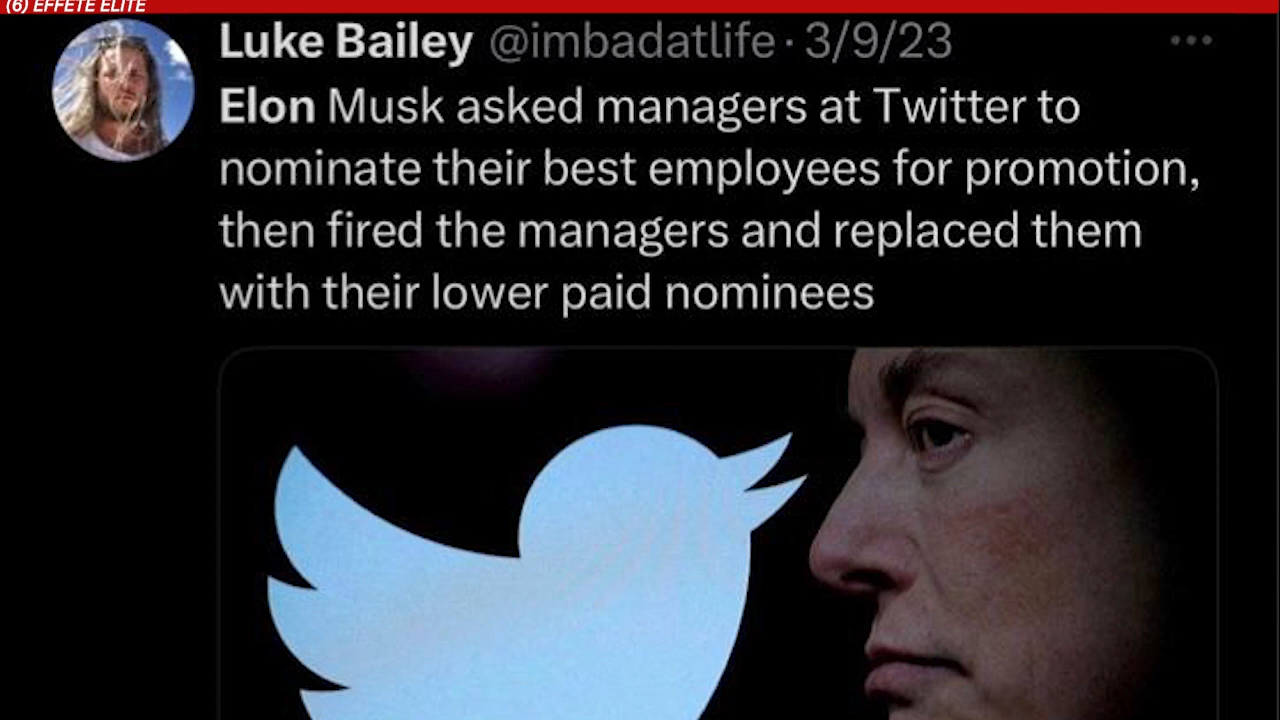 (6) EFFETE ELITE
Luke Bailey @imbadatlife · 3/9/23
Elon Musk asked managers at Twitter to
nominate their best employees for promotion,
then fired the managers and replaced them
with their lower paid nominees